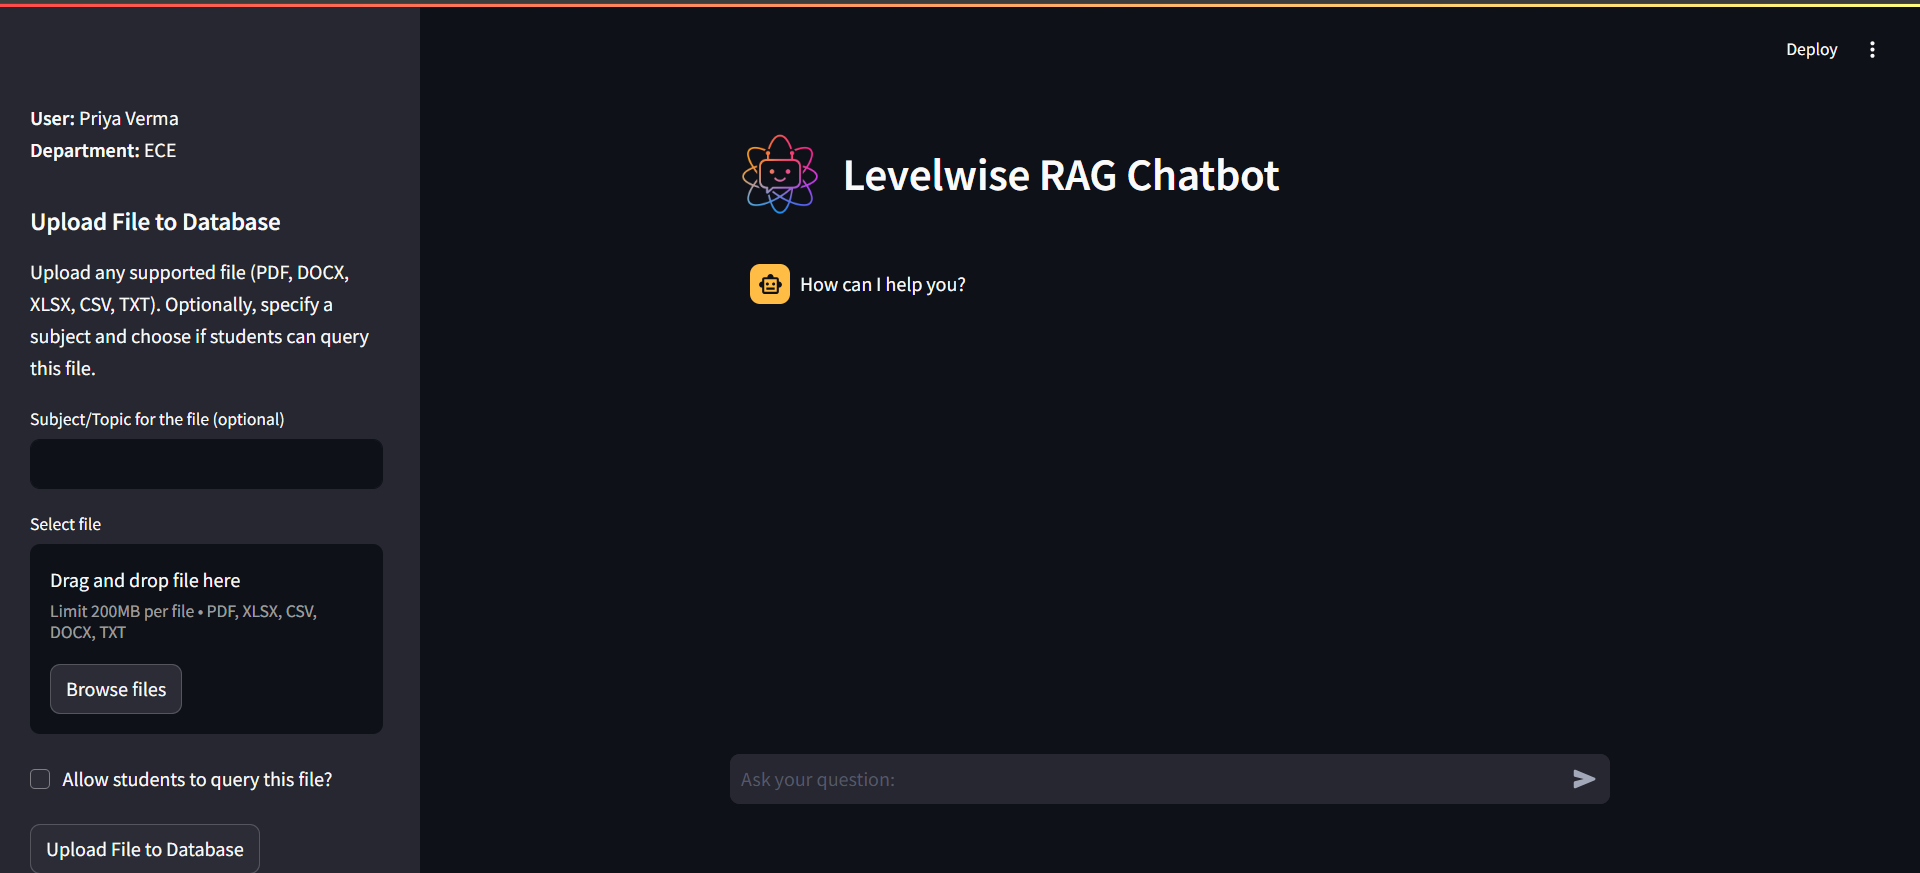 Deploy
User: Priya Verma
Department: ECE
Upload File to Database
Upload any supported file (PDF, DOCX,
XLSX, CSV, TXT). Optionally, specify a
subject and choose if students can query
this file.
Subject/Topic for the file (optional)
Select file
Drag and drop file here
Limit 200MB per file • PDF, XLSX, CSV,
DOCX, TXT
Browse files
Allow students to query this file?
Upload File to Database
Levelwise RAG Chatbot
How can I help you?
Ask your question: